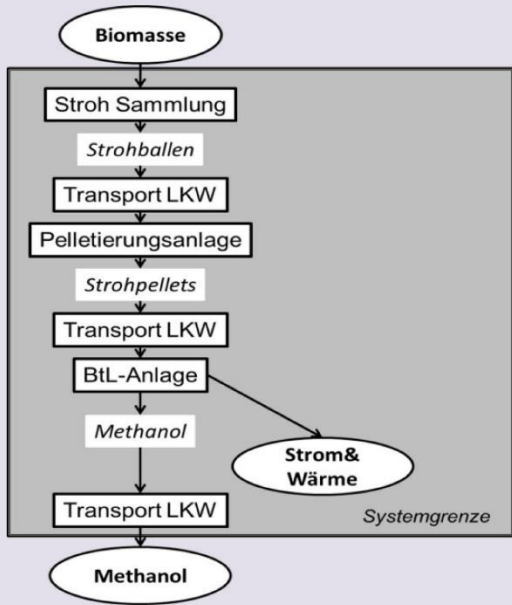 Biomasse
Stroh Sammlung
Strohballen
Transport LKW
Pelletierungsanlage
Strohpellets
Transport LKW
BtL-Anlage
Methanol
Strom&
Wärme
Transport LKW
Systemgrenze
Methanol